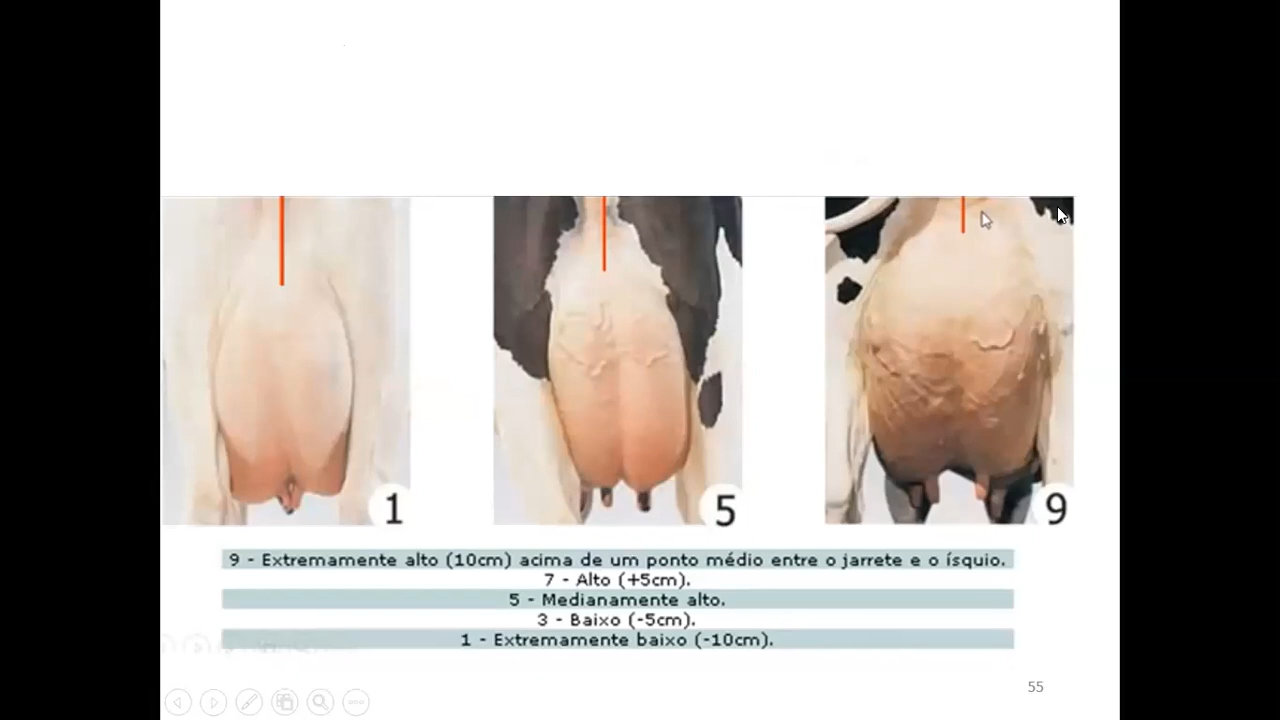 1
5
9
9 - Extremamente alto (10cm) acima de um ponto médio entre o jarrete e o ísquio.
7 - Alto (+5cm).
5 - Medianamente alto.
3 - Baixo (-5cm).
1 - Extremamente baixo (-10cm).
55